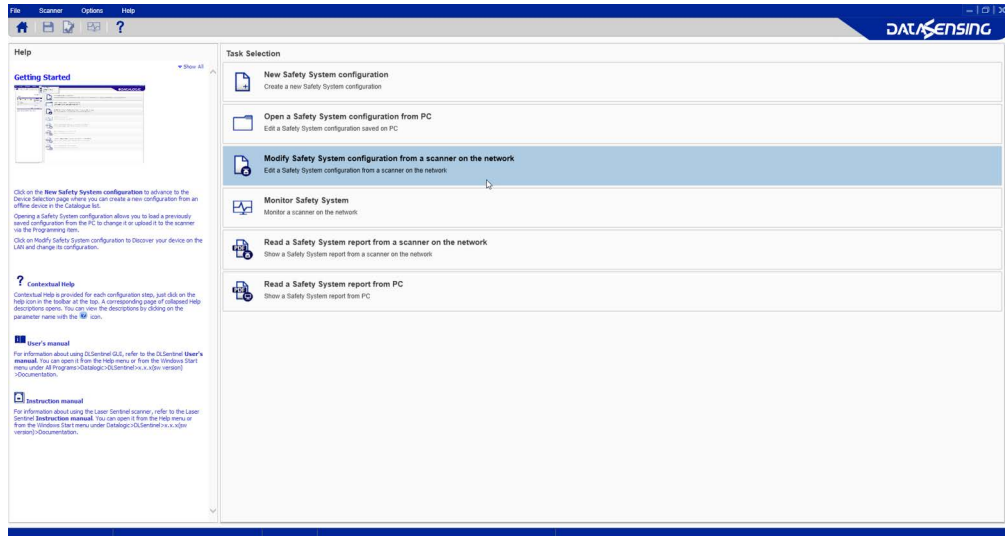 File Scanner Options Help
DATASENSING
Help
Show All
Getting Started
Click on the New Safety System configuration to advance to the
Device Selection page where you can create a new configuration from an
offline device in the Catalogue list.
Opening a Safety System configuration allows you to load a previously
saved configuration from the PC to change it or upload it to the scanner
via the Programming item.
Click on Modify Safety System configuration to Discover your device on the
LAN and change its configuration.
? Contextual Help
Contextual Help is provided for each configuration step, just click on the
help icon in the toolbar at the top. A corresponding page of collapsed Help
descriptions opens. You can view the descriptions by clicking on the
parameter name with the icon.
User's manual
For information about using DLSentinel GUI, refer to the DLSentinel User's
manual. You can open it from the Help menu or from the Windows Start
menu under All Programs>Datalogic>DLSentinel>x.x.x(sw version)
>Documentation.
Instruction manual
For information about using the Laser Sentinel scanner, refer to the Laser
Sentinel Instruction manual. You can open it from the Help menu or
from the Windows Start menu under Datalogic>DLSentinel>x.x.x(sw
version)>Documentation.
Task Selection
New Safety System configuration
Create a new Safety System configuration
Open a Safety System configuration from PC
Edit a Safety System configuration saved on PC
Modify Safety System configuration from a scanner on the network
Edit a Safety System configuration from a scanner on the network
Monitor Safety System
Monitor a scanner on the network
PDF
Read a Safety System report from a scanner on the network
Show a Safety System report from a scanner on the network
PDF
Read a Safety System report from PC
Show a Safety System report from PC